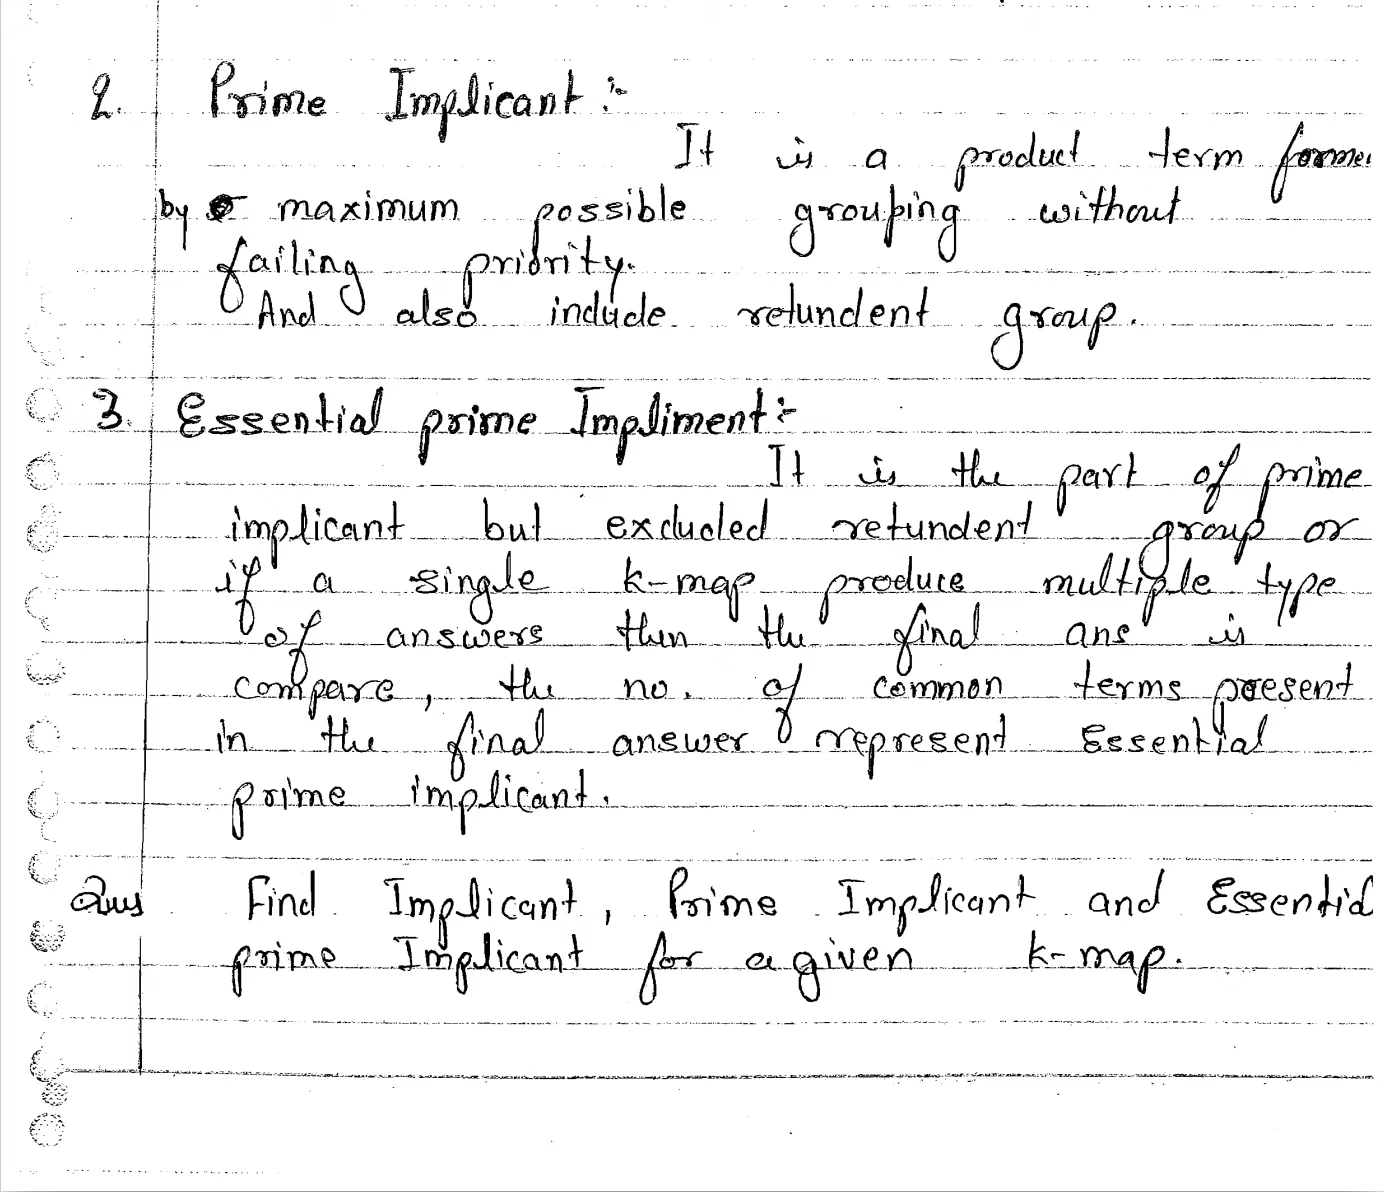 2. Prime Implicant :-
It is a product term forme
by maximum possible grouping without
failing priority.
And also include retundent group.
3. Essential prime Impliment :-
It is the part of prime
implicant but excluded retundent group or
if a single k-map produce multiple type
of answers then the final ans is
compare, the no. of common terms present
in the final answer represent Essential
prime implicant.
Ques Find Implicant, Prime Implicant and Essentia
prime Implicant for a given k-map.